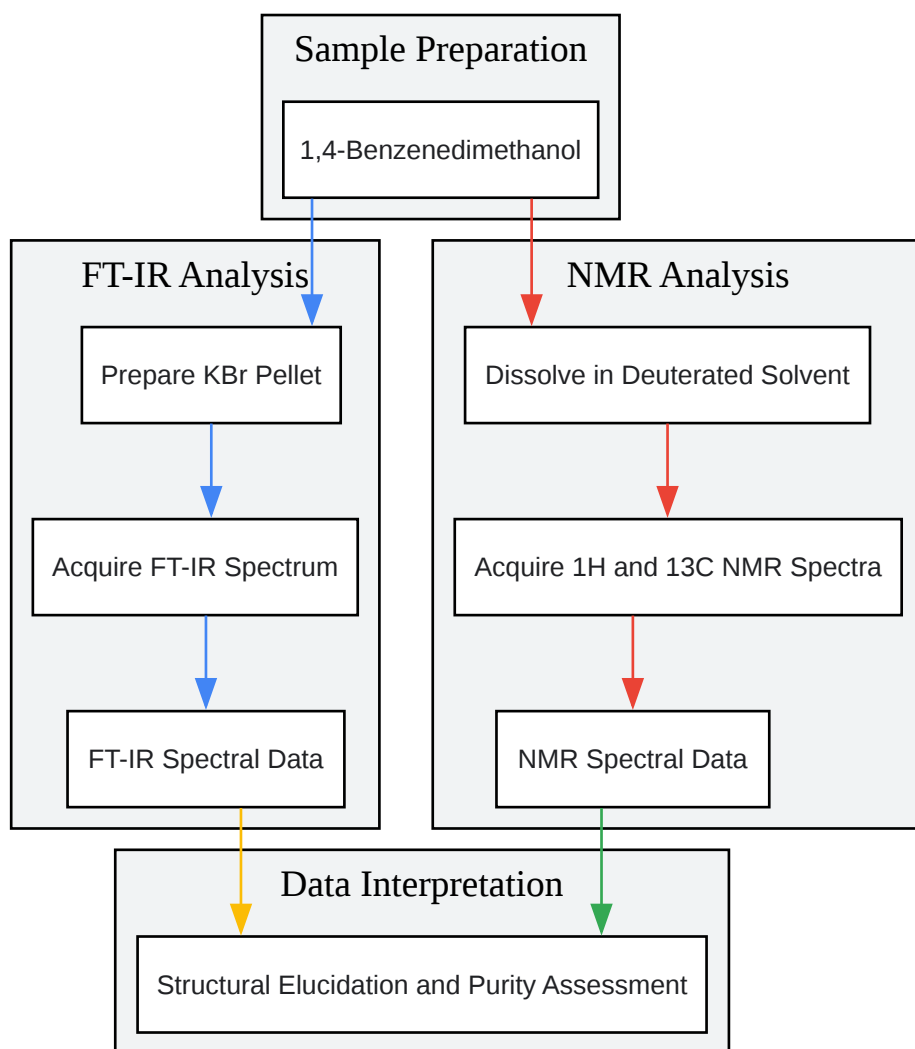 Sample Preparation
1,4-Benzenedimethanol
FT-IR Analysis
Prepare KBr Pellet
Acquire FT-IR Spectrum
FT-IR Spectral Data
NMR Analysis
Dissolve in Deuterated Solvent
Acquire 1H and 13C NMR Spectra
NMR Spectral Data
Data Interpretation
Structural Elucidation and Purity Assessment